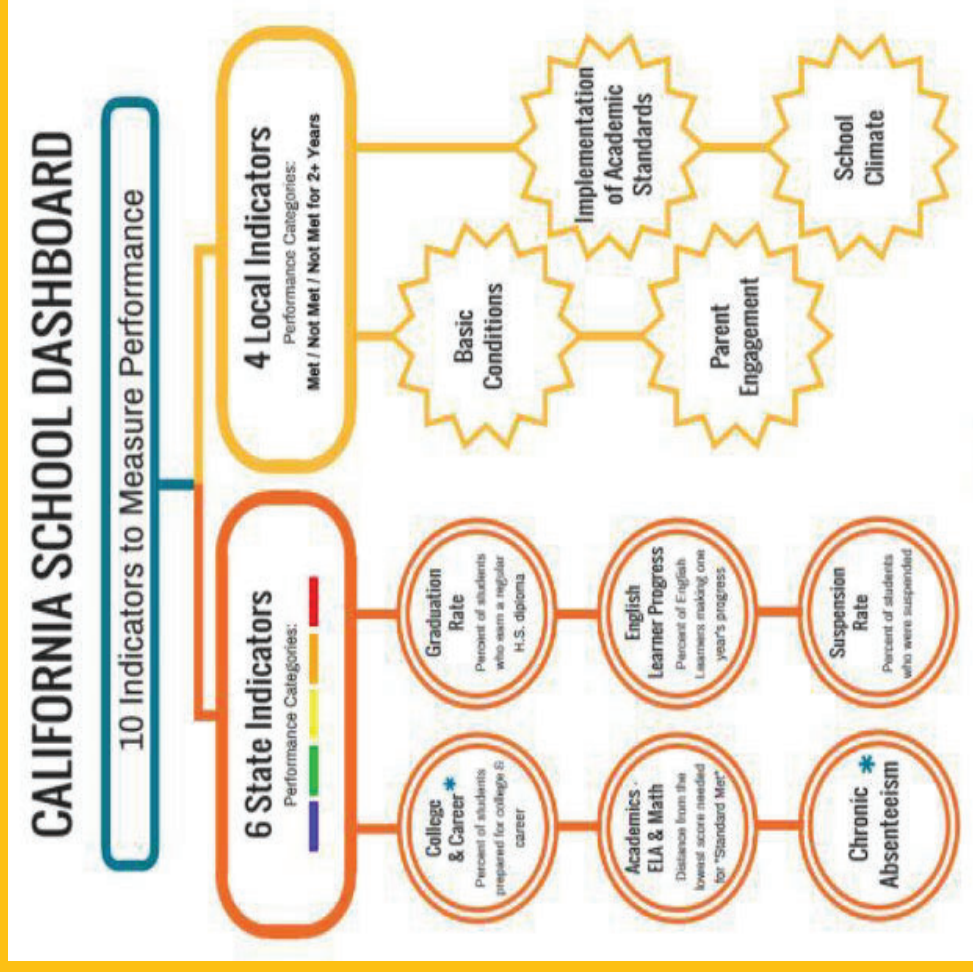 CALIFORNIA SCHOOL DASHBOARD
10 Indicators to Measure Performance
6 State Indicators
Performance Categories:
College
& Career*
Percent of students
prepared for college &
career
Graduation
Rate
Percent of students
who earn a regular
H.S. diploma
Academics -
ELA & Math
Distance from the
lowest score needed
for "Standard Met"
English
Learner Progress
Percent of English
Learners making one
year's progress
Chronic *
Absenteeism
Suspension
Rate
Percent of students
who were suspended
4 Local Indicators
Performance Categories:
Met / Not Met / Not Met for 2+ Years
Basic
Conditions
Implementation
of Academic
Standards
Parent
Engagement
School
Climate